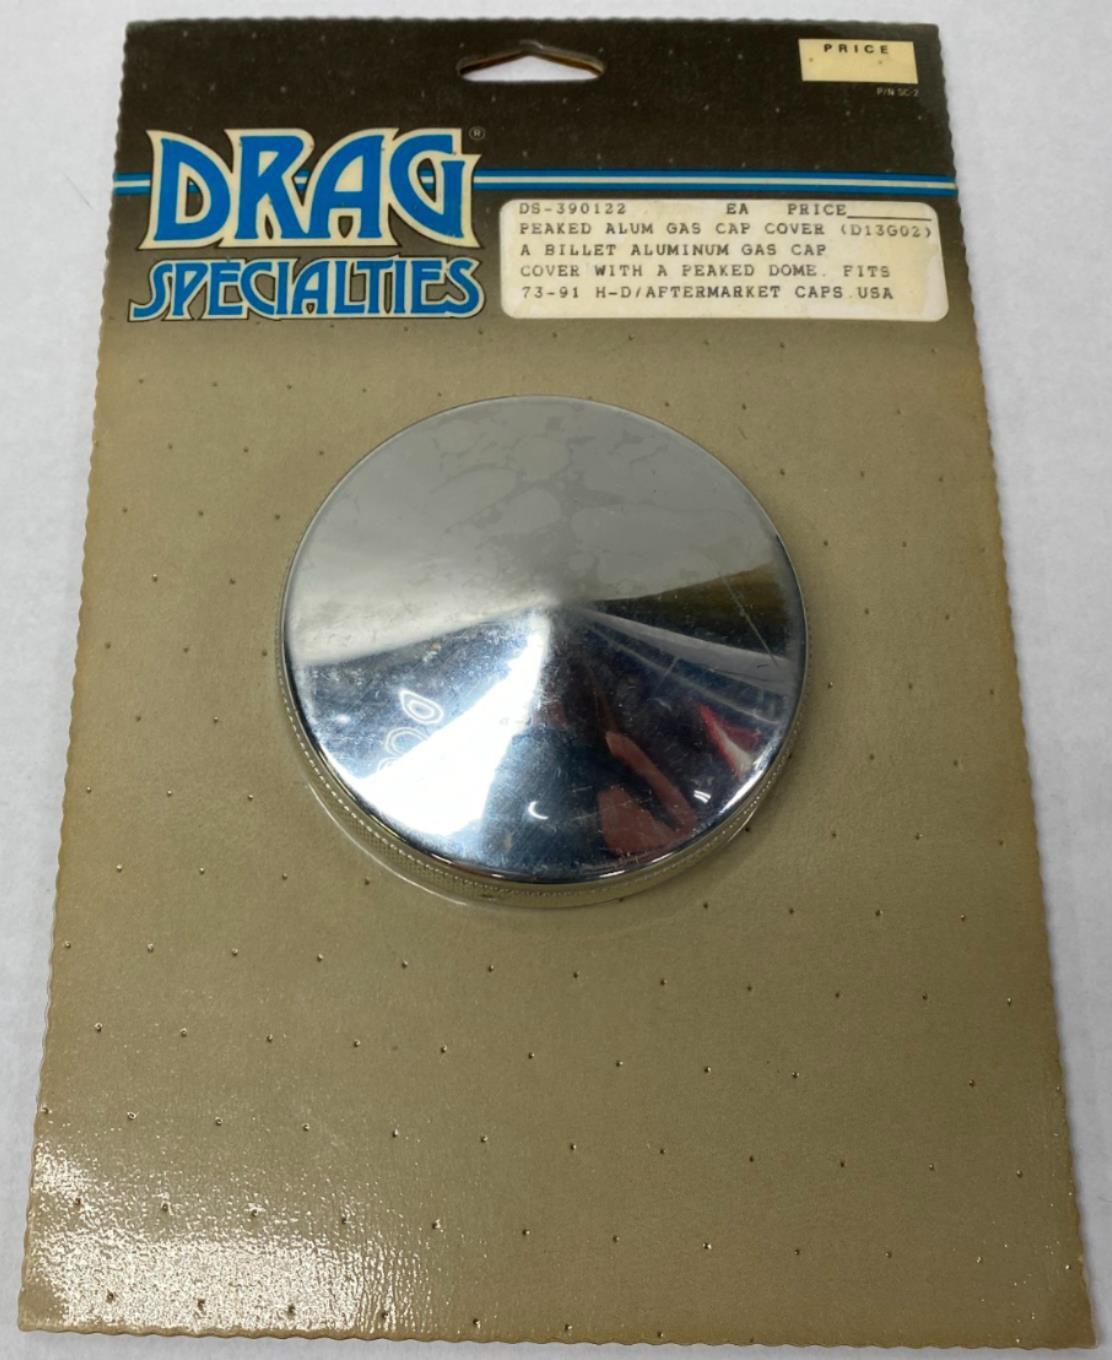 PRICE
P/N SC-2
DRAG®
SPECIALTIES
DS-390122 EA PRICE_______
PEAKED ALUM GAS CAP COVER (D13G02)
A BILLET ALUMINUM GAS CAP
COVER WITH A PEAKED DOME. FITS
73-91 H-D/AFTERMARKET CAPS.USA